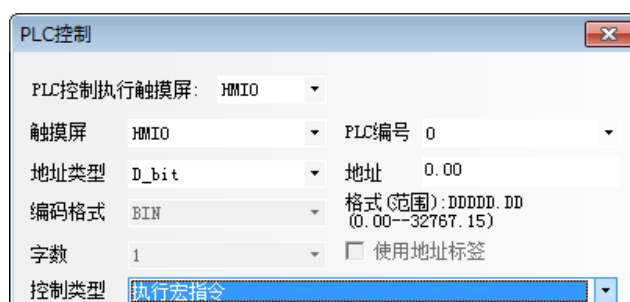 PLC控制
PLC控制执行触摸屏: HMI0
触摸屏 HMI0 PLC编号 0
地址类型 D_bit 地址 0.00
编码格式 BIN 格式(范围):DDDDD.DD
(0.00--32767.15)
字数 1 使用地址标签
控制类型 执行宏指令